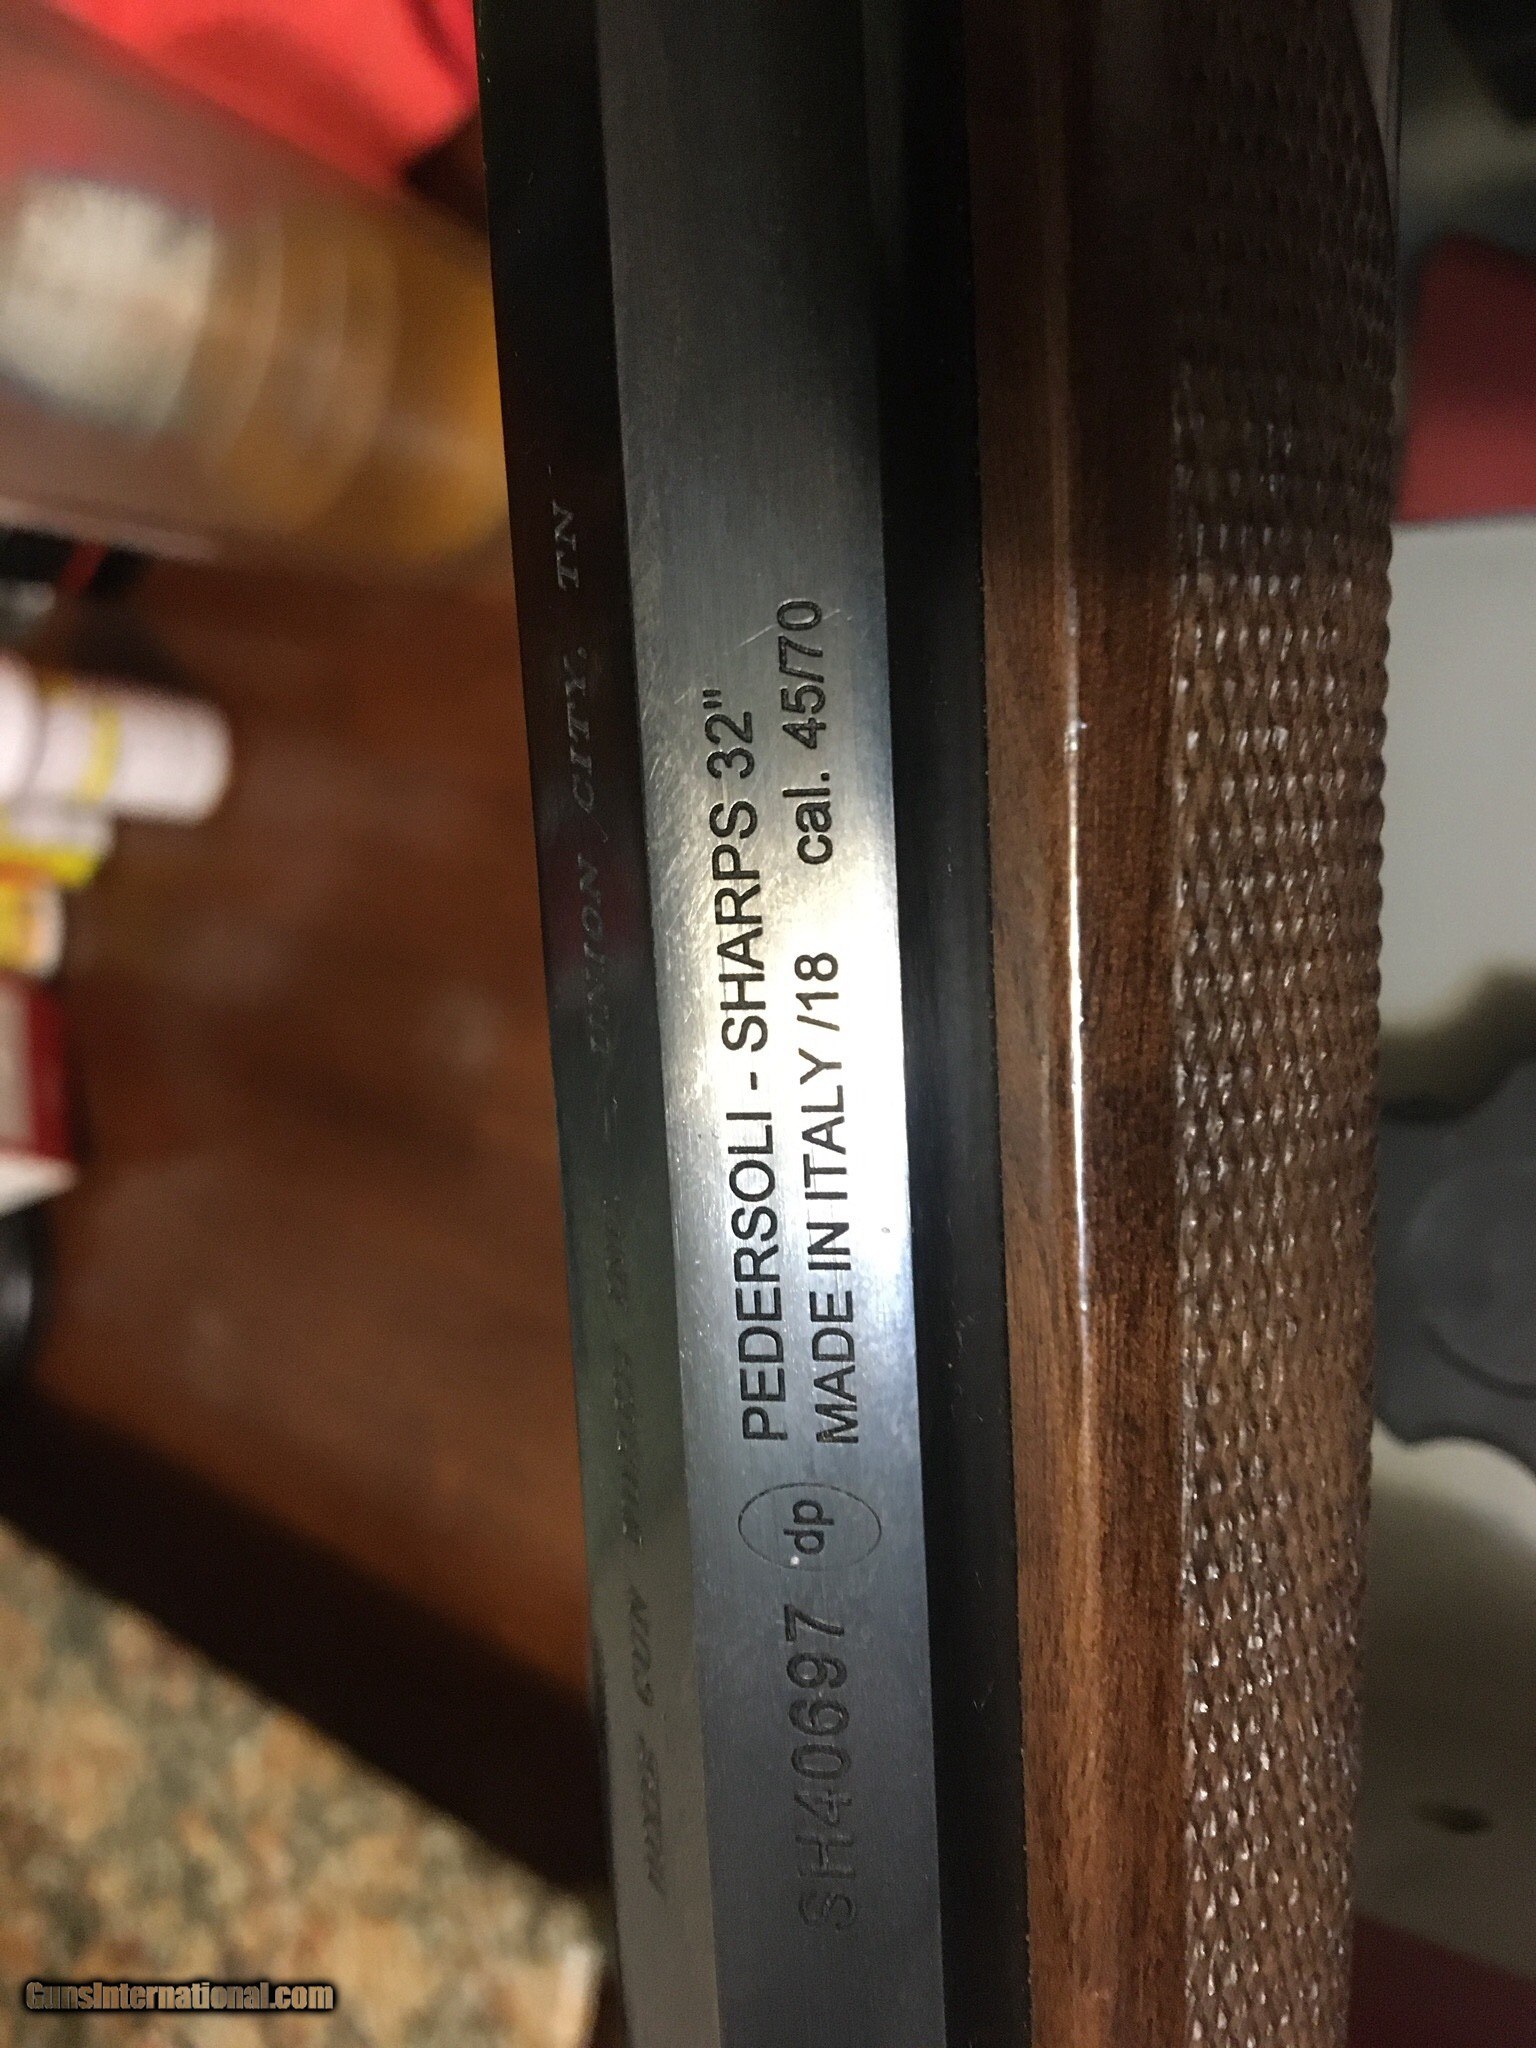 UNION CITY, TN
PEDERSOLI - SHARPS 32"
MADE IN ITALY /18 cal. 45/70
dp
SH40697
GunsInternational.com